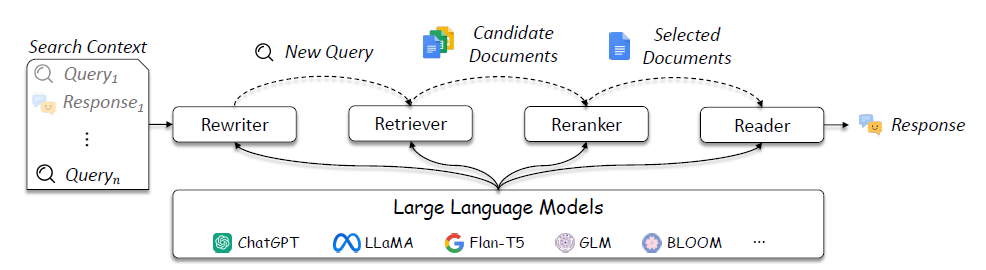 Search Context
Query1
Response1
⋮
Queryn
New Query
Candidate Documents
Selected Documents
Rewriter
Retriever
Reranker
Reader
Response
Large Language Models
ChatGPT
LLaMA
Flan-T5
GLM
BLOOM
...